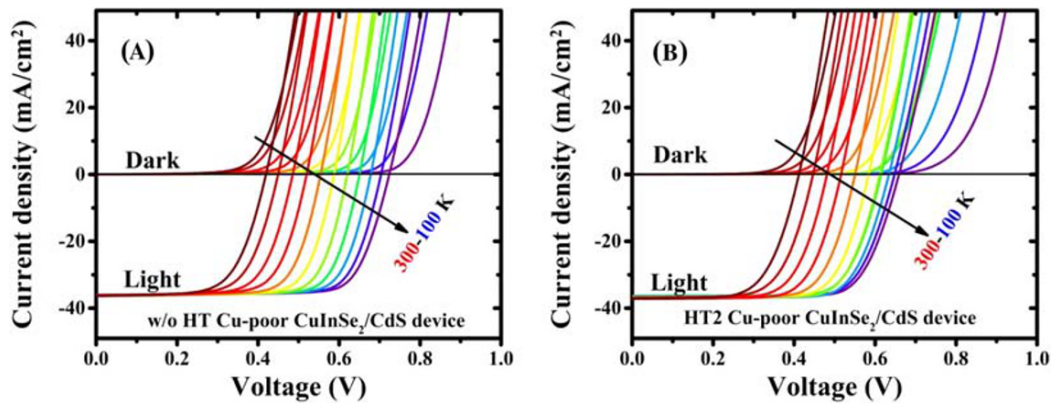 (A)
Current density (mA/cm²)
40
20
0
-20
-40
Dark
Light
300-100 K
w/o HT Cu-poor CuInSe₂/CdS device
0.0 0.2 0.4 0.6 0.8 1.0
Voltage (V)
(B)
Current density (mA/cm²)
40
20
0
-20
-40
Dark
Light
300-100 K
HT2 Cu-poor CuInSe₂/CdS device
0.0 0.2 0.4 0.6 0.8 1.0
Voltage (V)